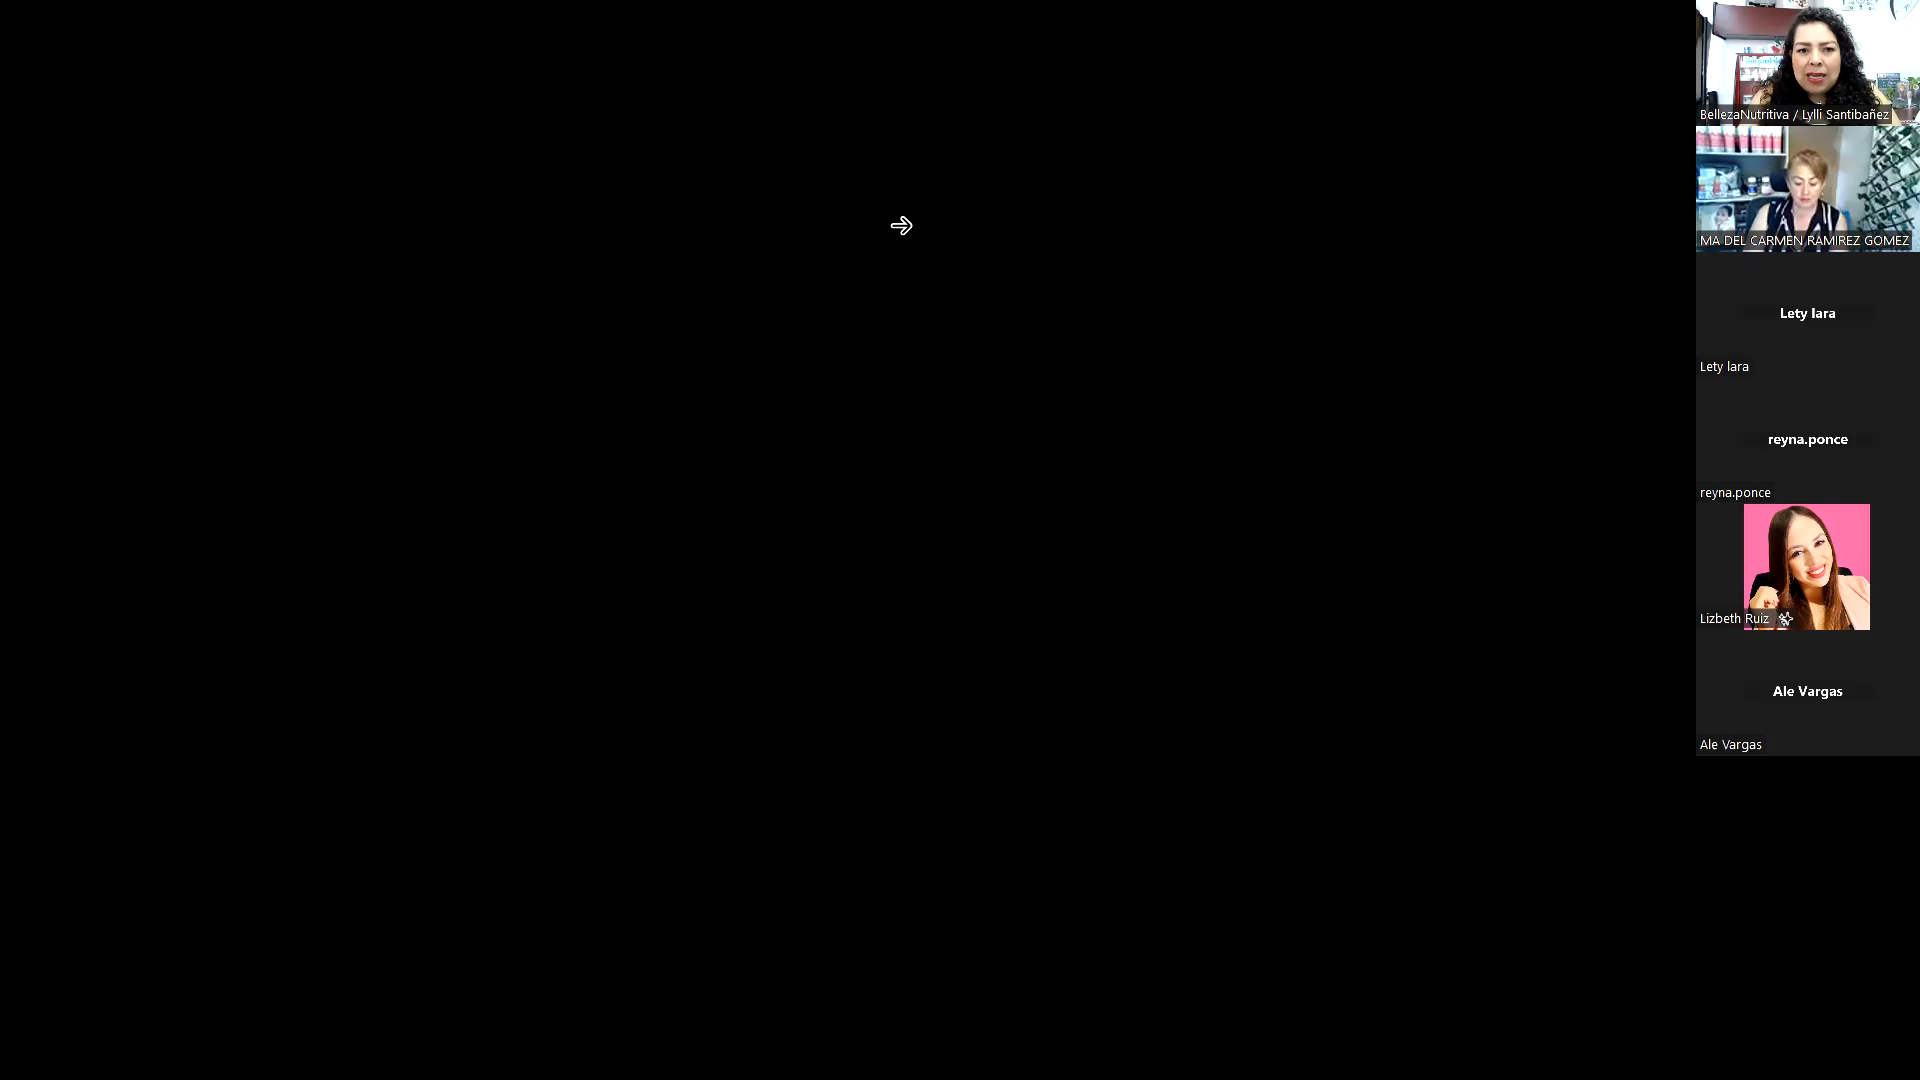 BellezaNutritiva / Lylli Santibañez
MA DEL CARMEN RAMIREZ GOMEZ
Lety lara
Lety lara
reyna.ponce
reyna.ponce
Lizbeth Ruiz
Ale Vargas
Ale Vargas